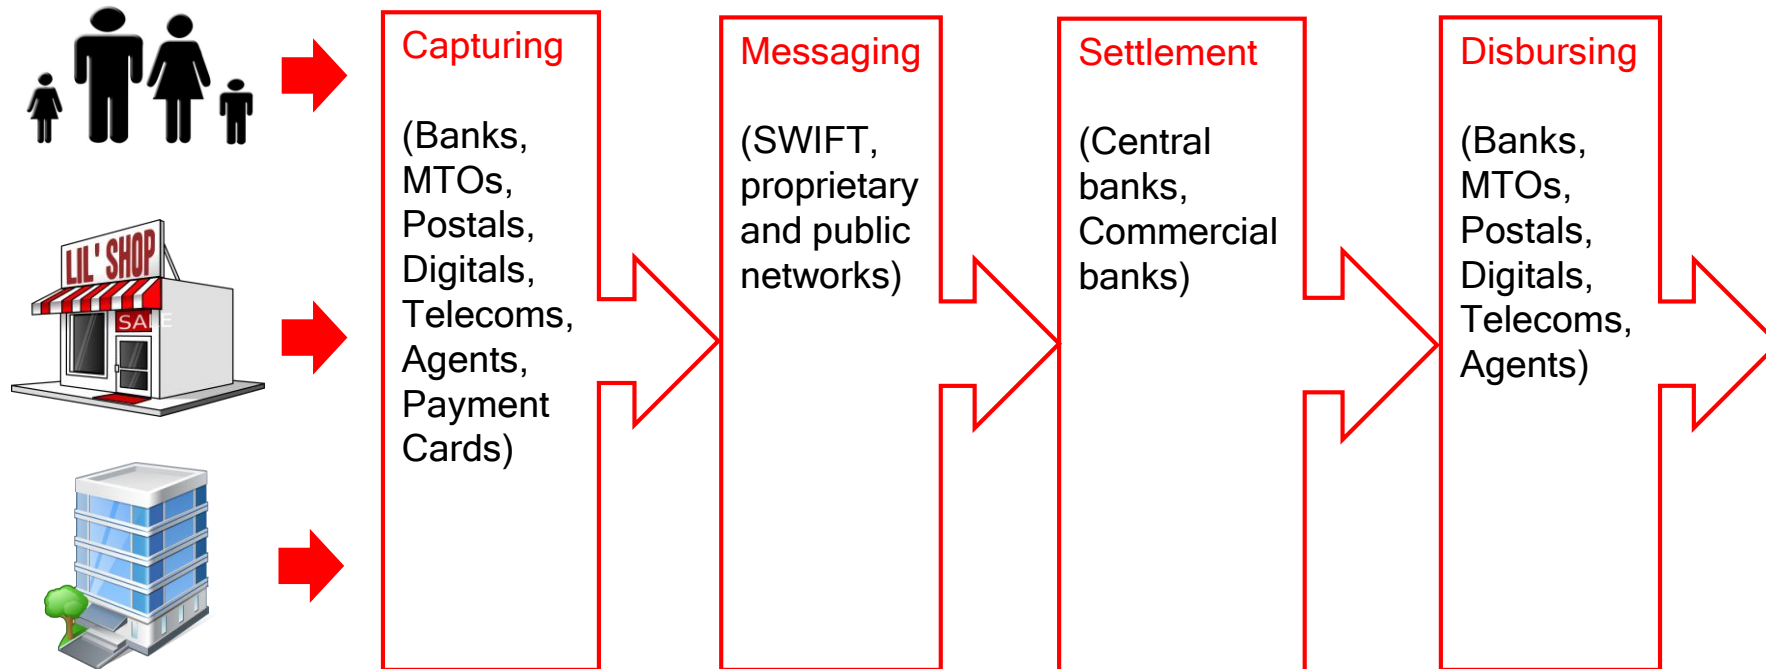 LIL' SHOP
SALE
Capturing
(Banks,
MTOs,
Postals,
Digitals,
Telecoms,
Agents,
Payment
Cards)
Messaging
(SWIFT,
proprietary
and public
networks)
Settlement
(Central
banks,
Commercial
banks)
Disbursing
(Banks,
MTOs,
Postals,
Digitals,
Telecoms,
Agents)